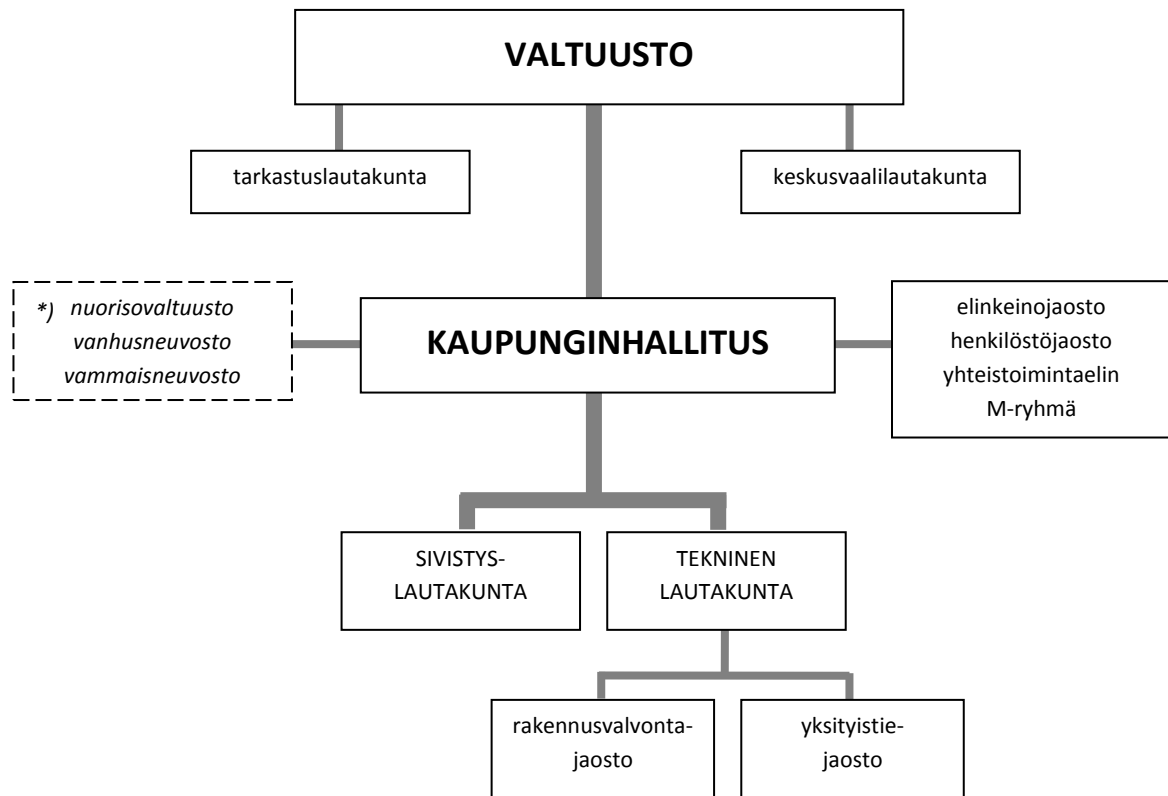 VALTUUSTO
tarkastuslautakunta
keskusvaalilautakunta
*) nuorisovaltuusto
vanhusneuvosto
vammaisneuvosto
KAUPUNGINHALLITUS
elinkeinojaosto
henkilöstöjaosto
yhteistoimintaelin
M-ryhmä
SIVISTYS-
LAUTAKUNTA
TEKNINEN
LAUTAKUNTA
rakennusvalvonta-
jaosto
yksityistie-
jaosto